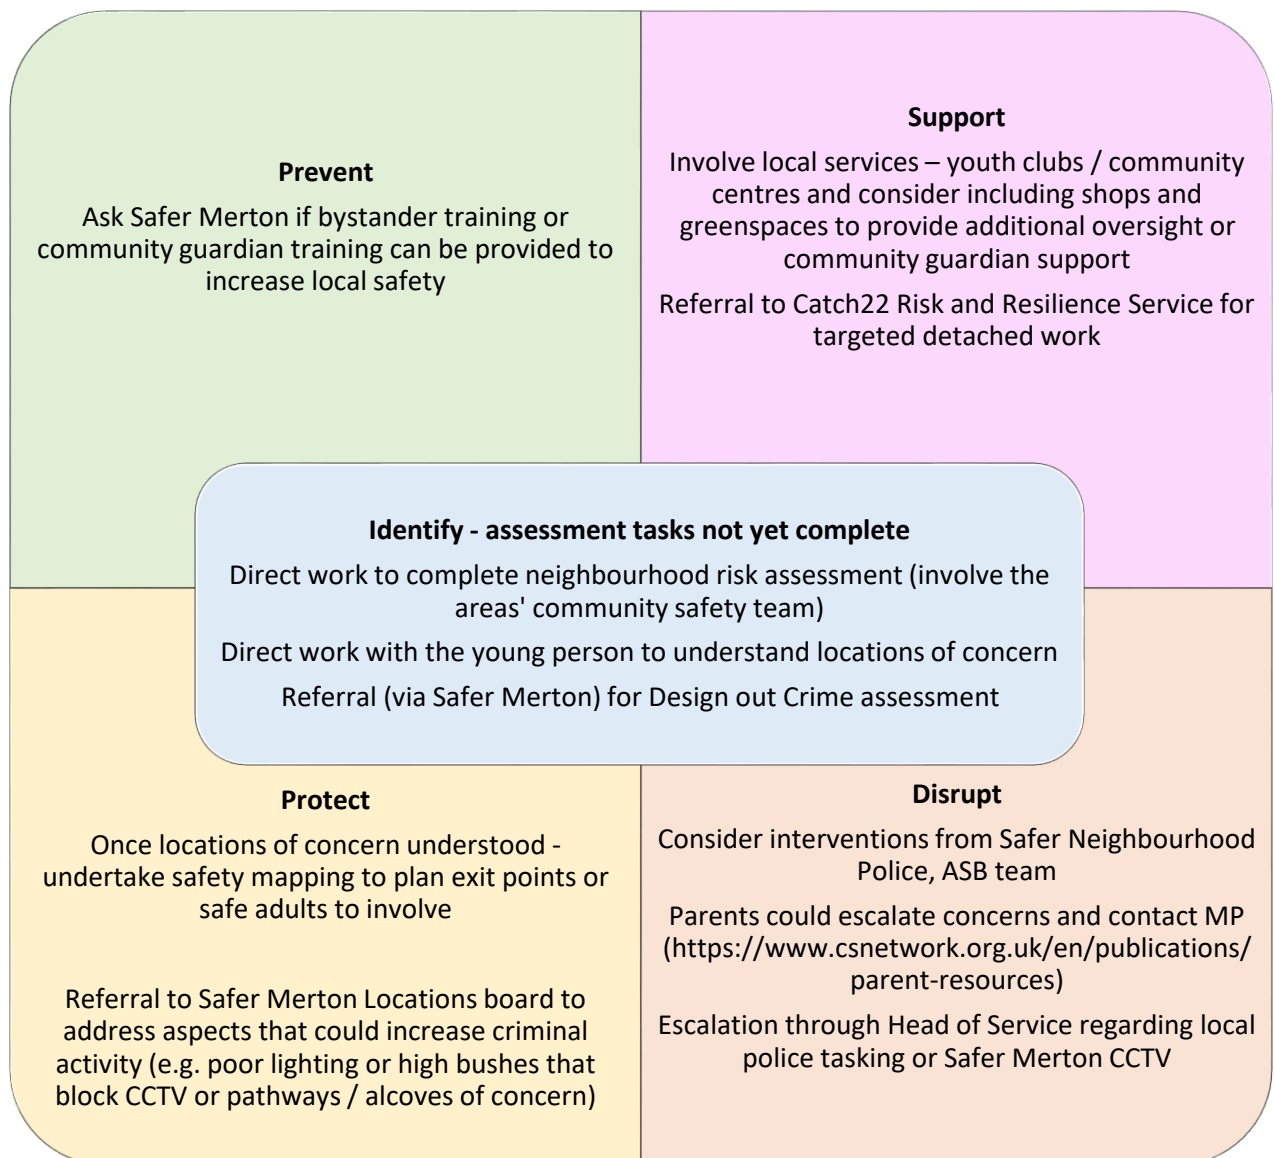 Prevent
Ask Safer Merton if bystander training or
community guardian training can be provided to
increase local safety
Support
Involve local services – youth clubs / community
centres and consider including shops and
greenspaces to provide additional oversight or
community guardian support
Referral to Catch22 Risk and Resilience Service for
targeted detached work
Identify - assessment tasks not yet complete
Direct work to complete neighbourhood risk assessment (involve the
areas' community safety team)
Direct work with the young person to understand locations of concern
Referral (via Safer Merton) for Design out Crime assessment
Protect
Once locations of concern understood -
undertake safety mapping to plan exit points or
safe adults to involve
Referral to Safer Merton Locations board to
address aspects that could increase criminal
activity (e.g. poor lighting or high bushes that
block CCTV or pathways / alcoves of concern)
Disrupt
Consider interventions from Safer Neighbourhood
Police, ASB team
Parents could escalate concerns and contact MP
(https://www.csnetwork.org.uk/en/publications/
parent-resources)
Escalation through Head of Service regarding local
police tasking or Safer Merton CCTV